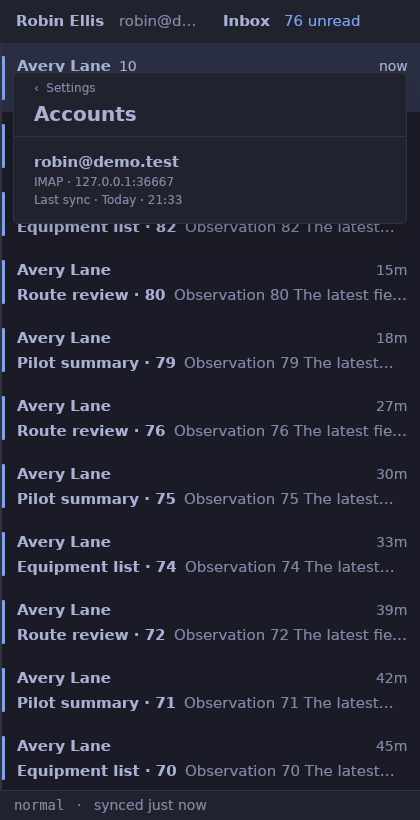 Robin Ellis robin@d… Inbox 76 unread
Avery Lane 10 now
‹ Settings
Accounts
robin@demo.test
IMAP · 127.0.0.1:36667
Last sync · Today · 21:33
Equipment list · 82 Observation 82 The latest…
Avery Lane 15m
Route review · 80 Observation 80 The latest fie…
Avery Lane 18m
Pilot summary · 79 Observation 79 The latest…
Avery Lane 27m
Route review · 76 Observation 76 The latest fie…
Avery Lane 30m
Pilot summary · 75 Observation 75 The latest…
Avery Lane 33m
Equipment list · 74 Observation 74 The latest…
Avery Lane 39m
Route review · 72 Observation 72 The latest fie…
Avery Lane 42m
Pilot summary · 71 Observation 71 The latest…
Avery Lane 45m
Equipment list · 70 Observation 70 The latest…
normal · synced just now